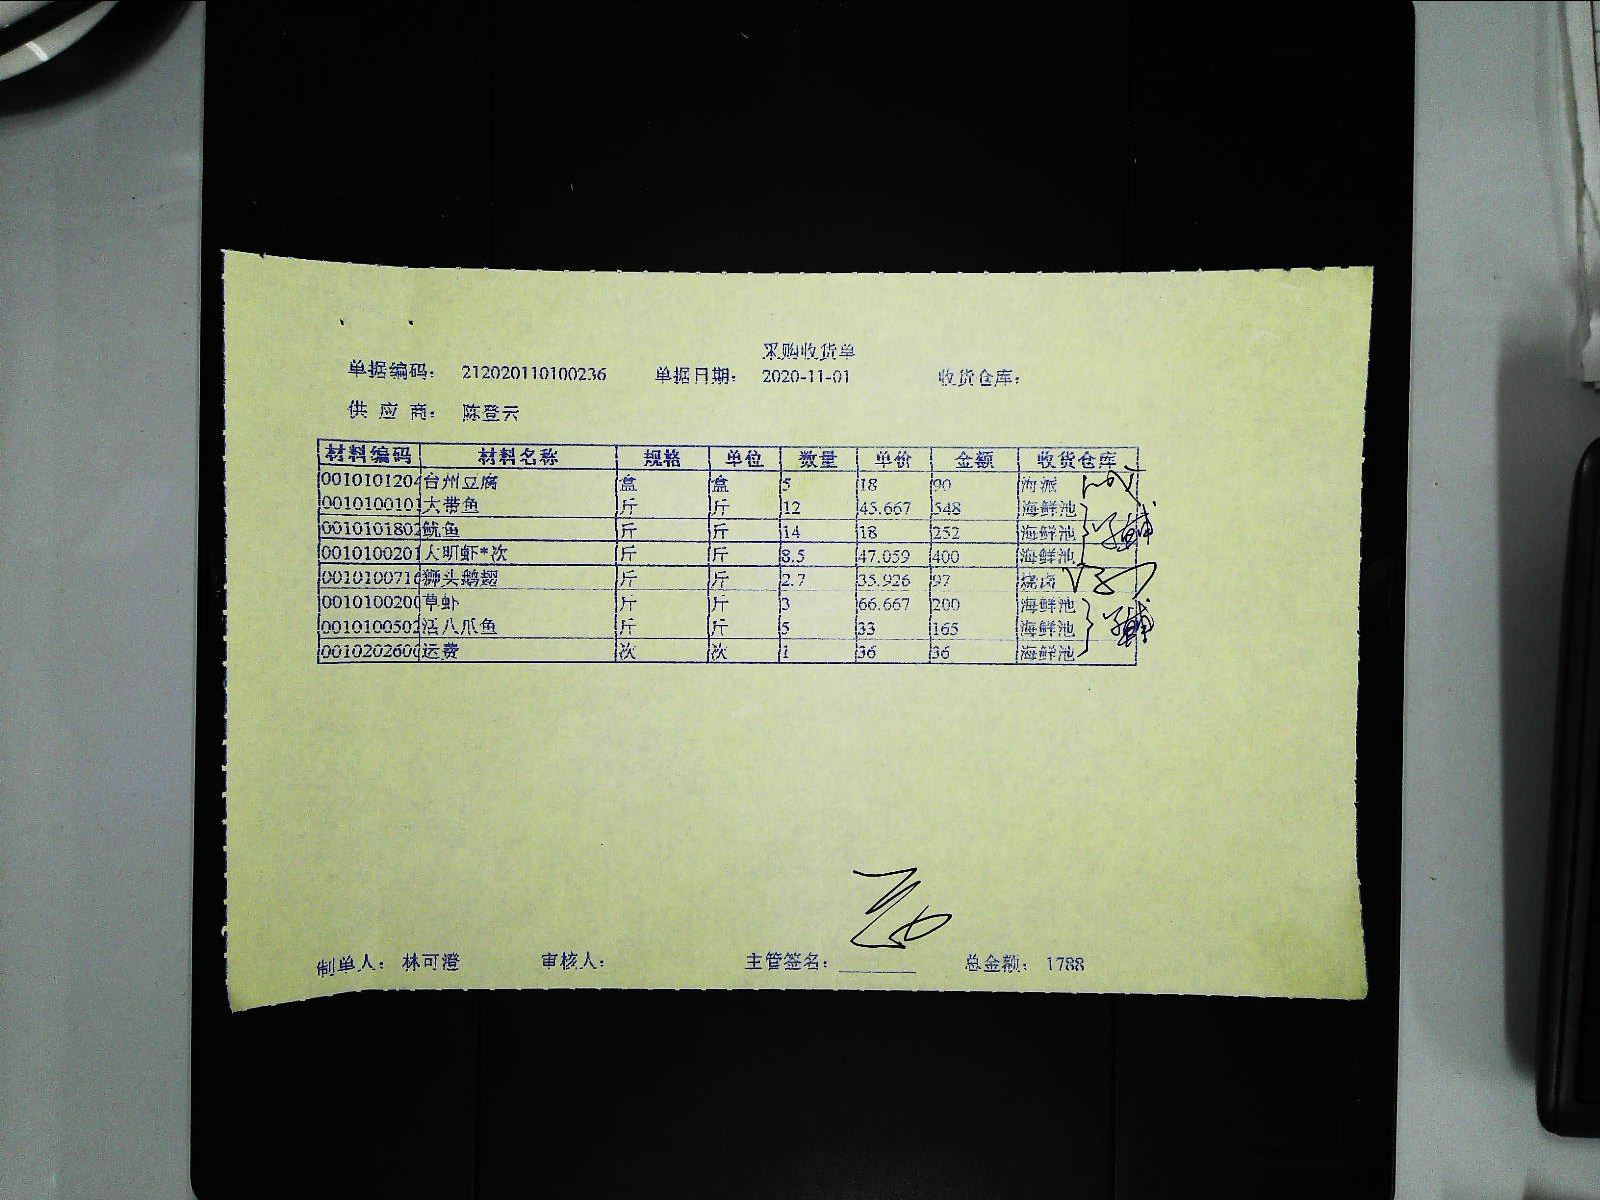 采购收货单
单据编码： 212020110100236 单据日期： 2020-11-01 收货仓库：
供应商： 陈登云
材料编码 材料名称 规格 单位 数量 单价 金额 收货仓库
0010101204 台州豆腐 盒 盒 5 18 90 海派
0010100101 大带鱼 斤 斤 12 45.667 548 海鲜池
0010101802 鱿鱼 斤 斤 14 18 252 海鲜池
0010100201 大明虾*次 斤 斤 8.5 47.059 400 海鲜池
001010071 狮头鹅翅 斤 斤 2.7 35.926 97 烧卤
001010020 草虾 斤 斤 3 66.667 200 海鲜池
001010050 活八爪鱼 斤 斤 5 33 165 海鲜池
001020260 运费 次 次 1 36 36 海鲜池
制单人： 林可澄 审核人： 主管签名： 总金额： 1788